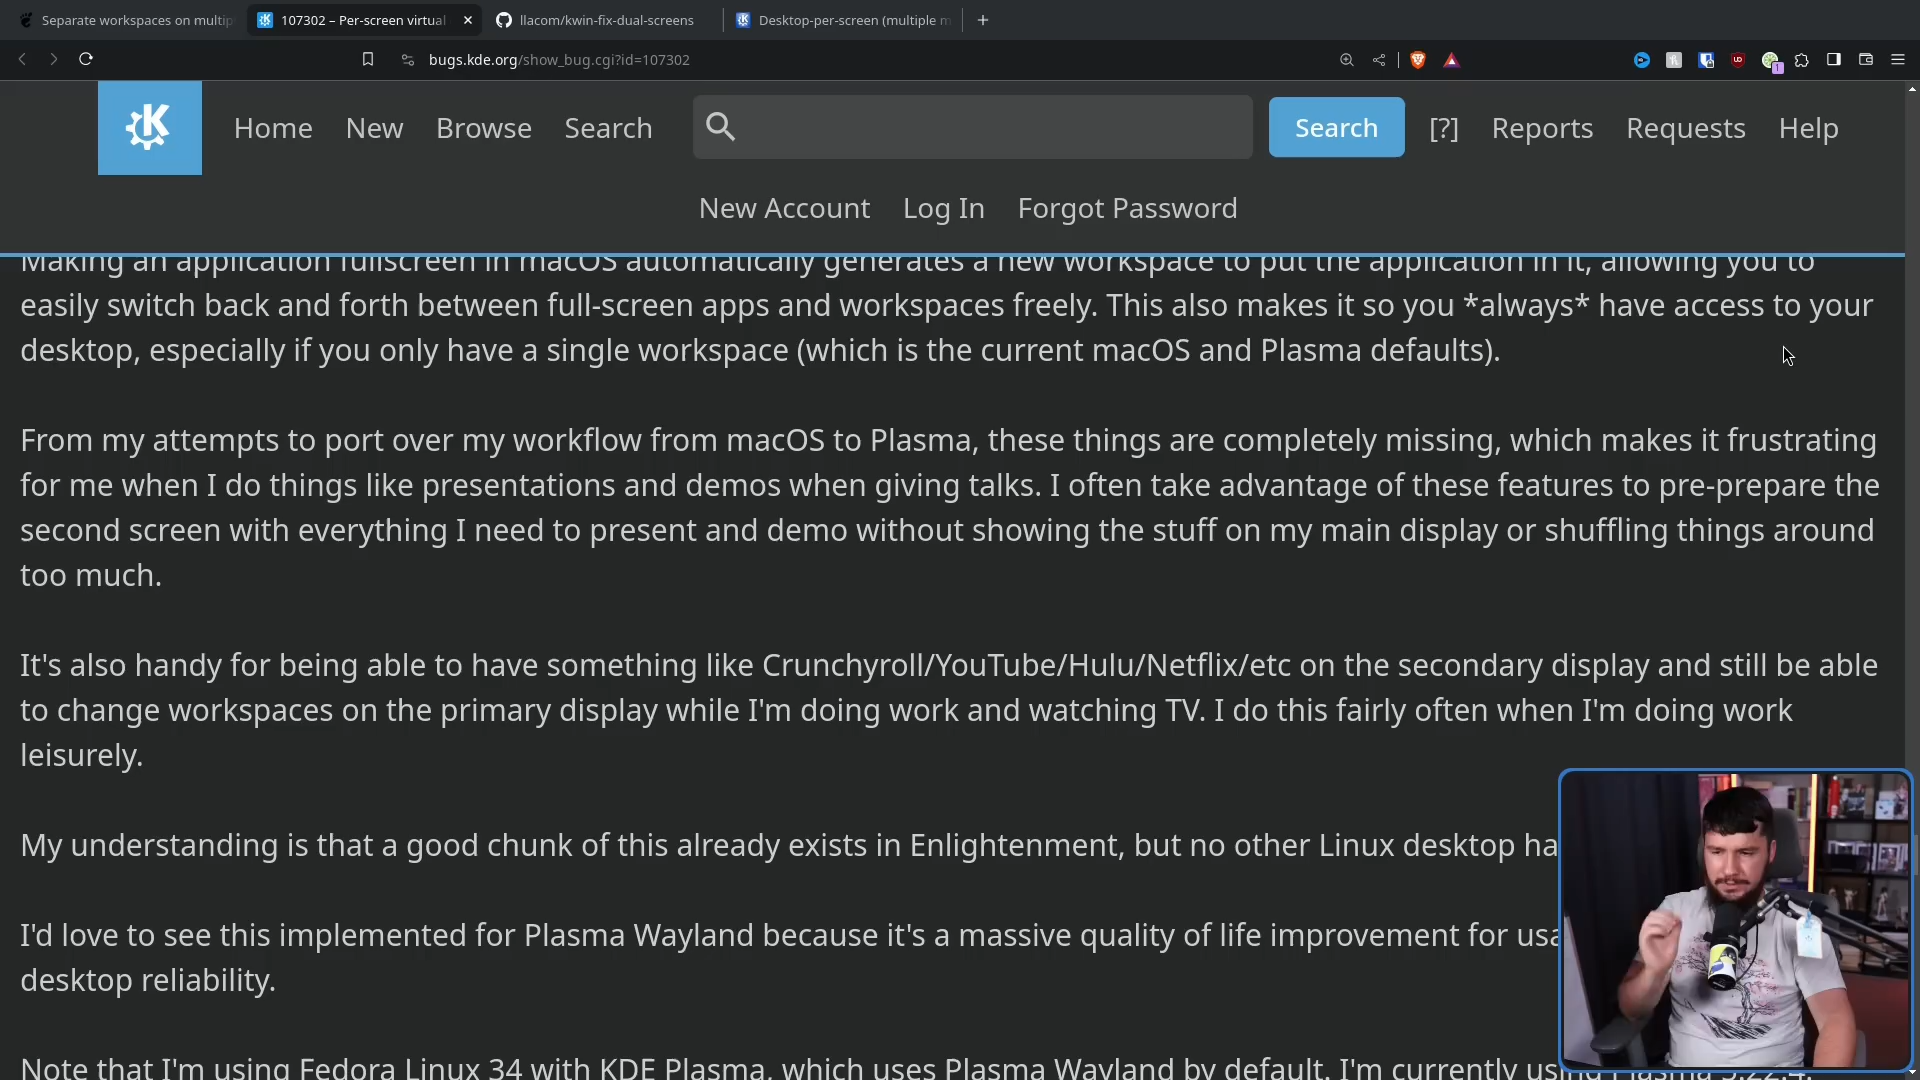 Separate workspaces on multip
107302 – Per-screen virtual
llacom/kwin-fix-dual-screens
Desktop-per-screen (multiple m
bugs.kde.org/show_bug.cgi?id=107302
Home New Browse Search Search [?] Reports Requests Help
New Account Log In Forgot Password
Making an application fullscreen in macOS automatically generates a new workspace to put the application in it, allowing you to
easily switch back and forth between full-screen apps and workspaces freely. This also makes it so you *always* have access to your
desktop, especially if you only have a single workspace (which is the current macOS and Plasma defaults).
From my attempts to port over my workflow from macOS to Plasma, these things are completely missing, which makes it frustrating
for me when I do things like presentations and demos when giving talks. I often take advantage of these features to pre-prepare the
second screen with everything I need to present and demo without showing the stuff on my main display or shuffling things around
too much.
It's also handy for being able to have something like Crunchyroll/YouTube/Hulu/Netflix/etc on the secondary display and still be able
to change workspaces on the primary display while I'm doing work and watching TV. I do this fairly often when I'm doing work
leisurely.
My understanding is that a good chunk of this already exists in Enlightenment, but no other Linux desktop ha
I'd love to see this implemented for Plasma Wayland because it's a massive quality of life improvement for usa
desktop reliability.
Note that I'm using Fedora Linux 34 with KDE Plasma, which uses Plasma Wayland by default. I'm currently using Plasma 5.22.4.